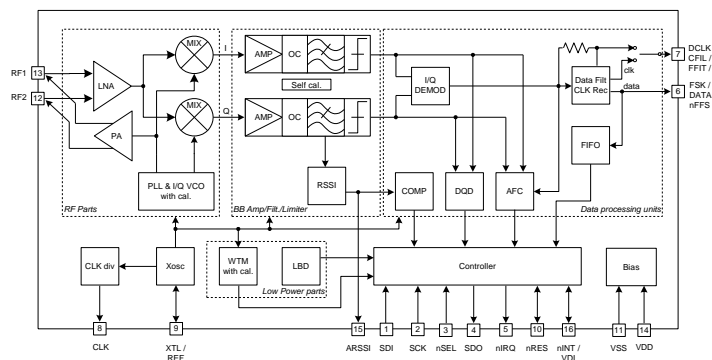 MIX
I
AMP
OC
Self cal.
RF1
13
LNA
RF2
12
PA
MIX
Q
AMP
OC
I/Q
DEMOD
Data Filt
CLK Rec
clk
data
7
DCLK
CFIL /
FFIT /
6
FSK /
DATA
nFFS
FIFO
PLL & I/Q VCO
with cal.
RSSI
COMP
DQD
AFC
RF Parts
BB Amp/Filt./Limiter
Data processing units
CLK div
Xosc
WTM
with cal.
LBD
Low Power parts
Controller
Bias
8
9
15
1
2
3
4
5
10
16
11
14
CLK
XTL /
REF
ARSSI
SDI
SCK
nSEL
SDO
nIRQ
nRES
nINT /
VDI
VSS
VDD